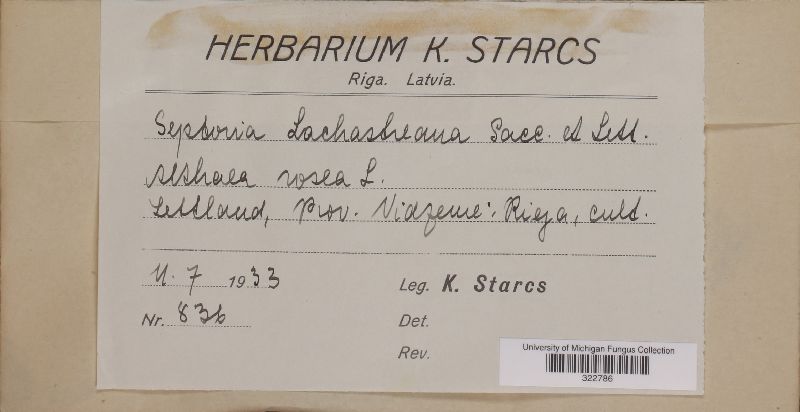 HERBARIUM K. STARCS
Riga. Latvia.
Septoria Lachastreana Sacc. et Lett.
Althaea rosea L.
Lettland, Prov. Vidzeme: Riga, cult.
11. 7 1933
Nr. 836
Leg. K. Starcs
Det.
Rev.
University of Michigan Fungus Collection
322786